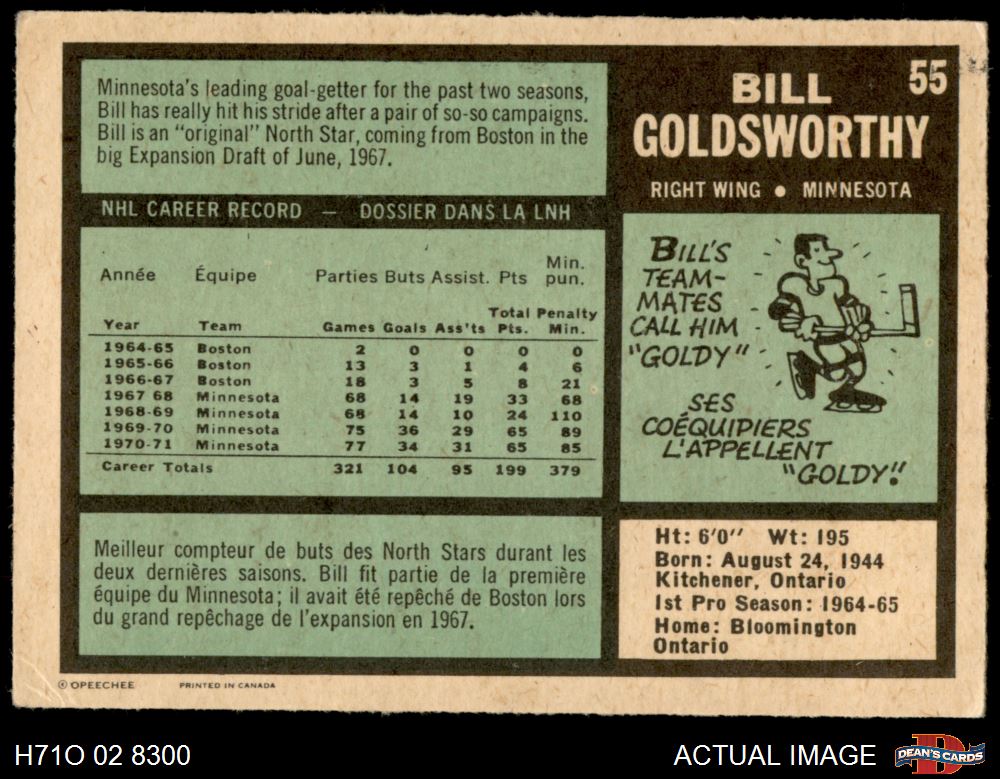 Minnesota's leading goal-getter for the past two seasons,
Bill has really hit his stride after a pair of so-so campaigns.
Bill is an "original" North Star, coming from Boston in the
big Expansion Draft of June, 1967.
NHL CAREER RECORD — DOSSIER DANS LA LNH
Année Équipe Parties Buts Assist. Pts Min. pun.
Year Team Games Goals Ass'ts Total Pts. Penalty Min.
1964-65 Boston 2 0 0 0 0
1965-66 Boston 13 3 1 4 6
1966-67 Boston 18 3 5 8 21
1967 68 Minnesota 68 14 19 33 68
1968-69 Minnesota 68 14 10 24 110
1969-70 Minnesota 75 36 29 65 89
1970-71 Minnesota 77 34 31 65 85
Career Totals 321 104 95 199 379
Meilleur compteur de buts des North Stars durant les
deux dernières saisons. Bill fit partie de la première
équipe du Minnesota; il avait été repêché de Boston lors
du grand repêchage de l'expansion en 1967.
55
BILL
GOLDSWORTHY
RIGHT WING ● MINNESOTA
BILL'S
TEAM-
MATES
CALL HIM
"GOLDY"
SES
COÉQUIPIERS
L'APPELLENT
"GOLDY!"
Ht: 6'0" Wt: 195
Born: August 24, 1944
Kitchener, Ontario
1st Pro Season: 1964-65
Home: Bloomington
Ontario
© OPEECHEE PRINTED IN CANADA
H71O 02 8300
ACTUAL IMAGE
D
DEAN'S CARDS